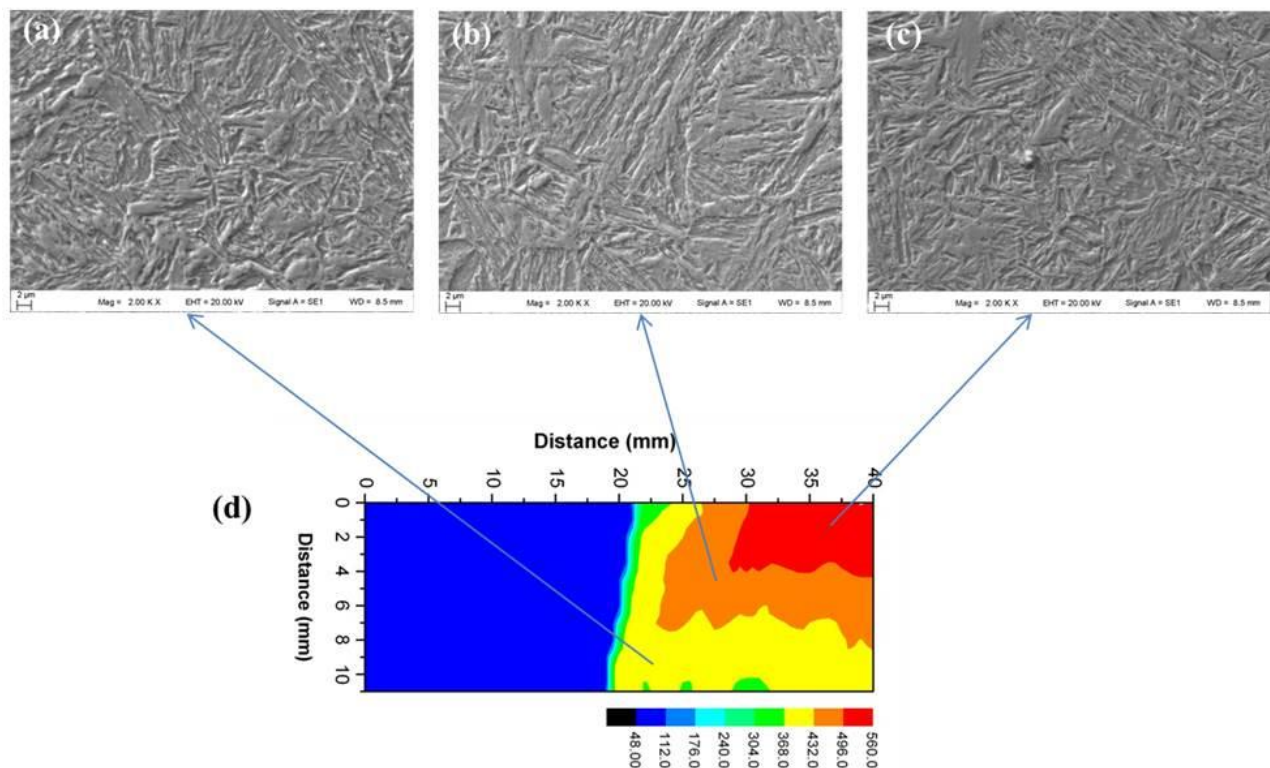 (a)
(b)
(c)
2 µm Mag = 2.00 K X EHT = 20.00 kV Signal A = SE1 WD = 8.5 mm
2 µm Mag = 2.00 K X EHT = 20.00 kV Signal A = SE1 WD = 8.5 mm
2 µm Mag = 2.00 K X EHT = 20.00 kV Signal A = SE1 WD = 8.5 mm
Distance (mm)
0 5 10 15 20 25 30 35 40
(d)
Distance (mm)
0
2
4
6
8
10
48.00 112.0 176.0 240.0 304.0 368.0 432.0 496.0 560.0